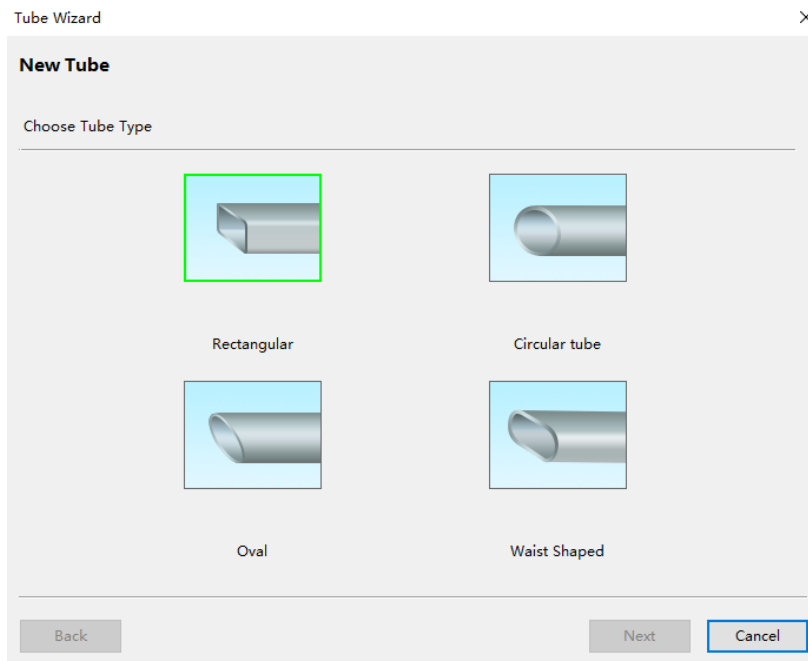 Tube Wizard
New Tube
Choose Tube Type
Rectangular
Circular tube
Oval
Waist Shaped
Back
Next
Cancel